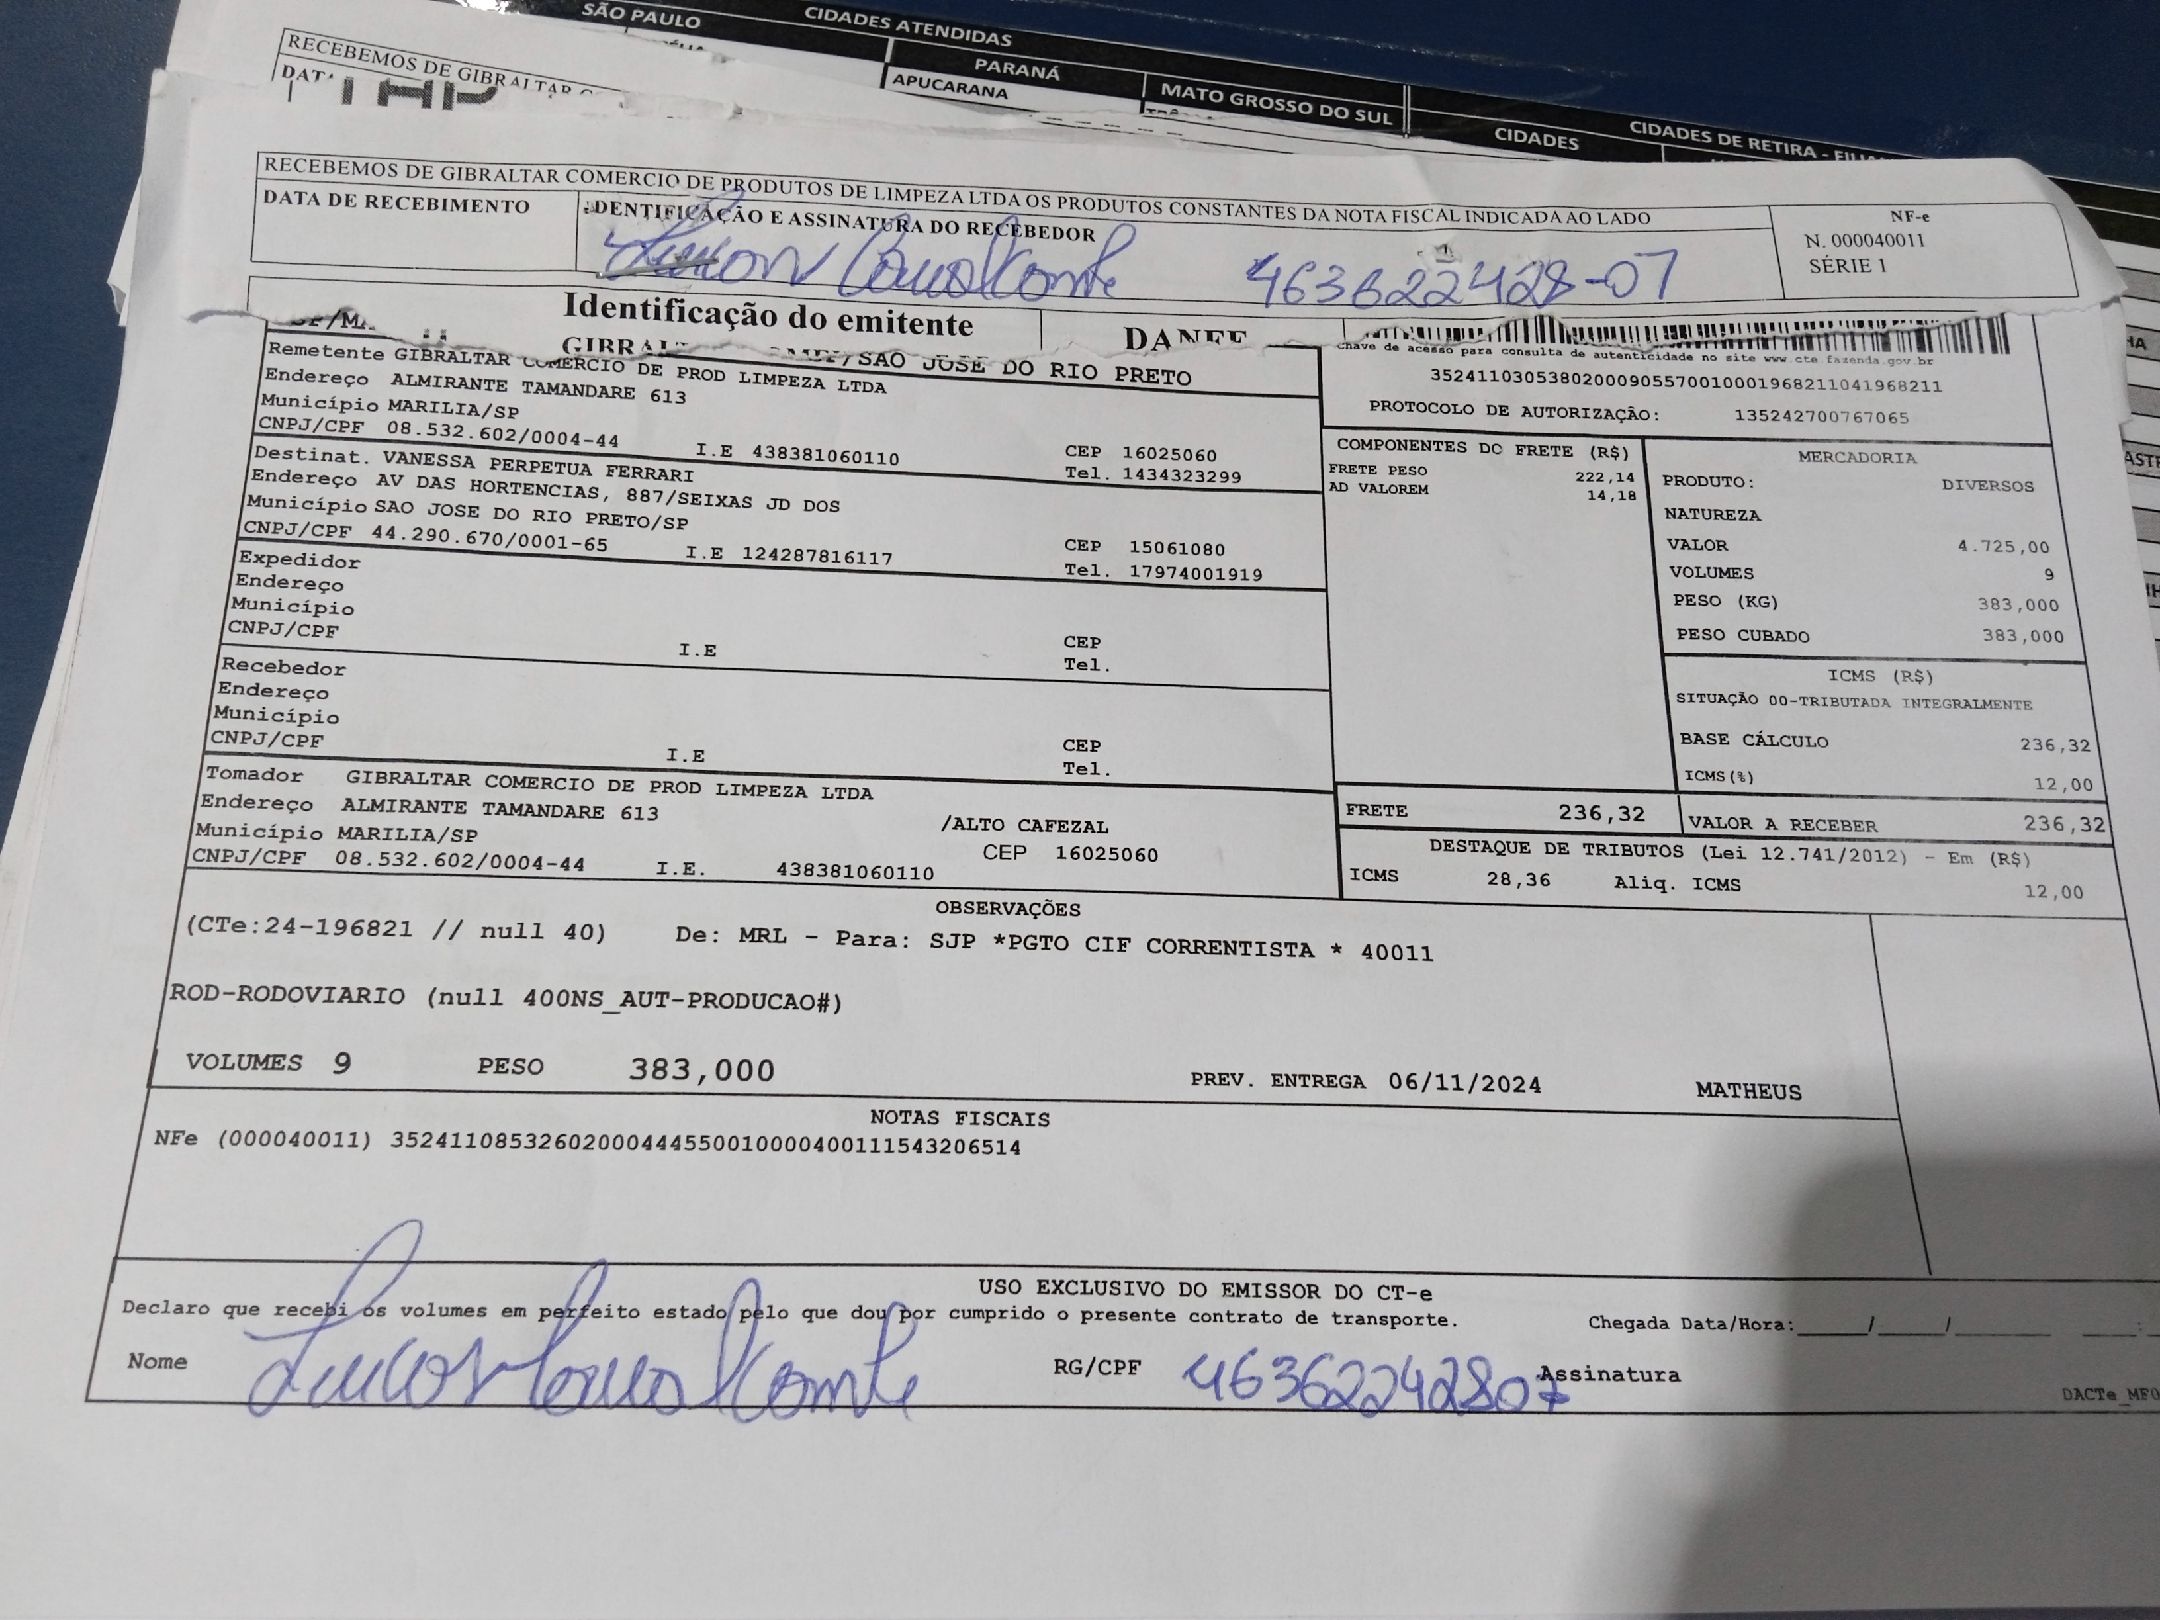 SÃO PAULO
CIDADES ATENDIDAS
PARANÁ
APUCARANA
MATO GROSSO DO SUL
CIDADES
CIDADES DE RETIRA -
RECEBEMOS DE GIBRALTAR
RECEBEMOS DE GIBRALTAR COMERCIO DE PRODUTOS DE LIMPEZA LTDA OS PRODUTOS CONSTANTES DA NOTA FISCAL INDICADA AO LADO
DATA DE RECEBIMENTO
IDENTIFICAÇÃO E ASSINATURA DO RECEBEDOR
NF-e
N. 000040011
SÉRIE 1
463622428-07
Identificação do emitente
DANFE
/SAO JOSE DO RIO PRETO
Chave de acesso para consulta de autenticidade no site www.cte.fazenda.gov.br
35241103053802000905570010001968211041968211
PROTOCOLO DE AUTORIZAÇÃO: 135242700767065
Remetente GIBRALTAR COMERCIO DE PROD LIMPEZA LTDA
Endereço ALMIRANTE TAMANDARE 613
Município MARILIA/SP CEP 16025060
CNPJ/CPF 08.532.602/0004-44 I.E 438381060110 Tel. 1434323299
Destinat. VANESSA PERPETUA FERRARI
Endereço AV DAS HORTENCIAS, 887/SEIXAS JD DOS
Município SAO JOSE DO RIO PRETO/SP CEP 15061080
CNPJ/CPF 44.290.670/0001-65 I.E 124287816117 Tel. 17974001919
Expedidor
Endereço
Município CEP
CNPJ/CPF I.E Tel.
Recebedor
Endereço
Município CEP
CNPJ/CPF I.E Tel.
Tomador GIBRALTAR COMERCIO DE PROD LIMPEZA LTDA
Endereço ALMIRANTE TAMANDARE 613 /ALTO CAFEZAL
Município MARILIA/SP CEP 16025060
CNPJ/CPF 08.532.602/0004-44 I.E. 438381060110
COMPONENTES DO FRETE (R$)
FRETE PESO 222,14
AD VALOREM 14,18
MERCADORIA
PRODUTO: DIVERSOS
NATUREZA
VALOR 4.725,00
VOLUMES 9
PESO (KG) 383,000
PESO CUBADO 383,000
ICMS (R$)
SITUAÇÃO 00-TRIBUTADA INTEGRALMENTE
BASE CÁLCULO 236,32
ICMS(%) 12,00
FRETE 236,32 VALOR A RECEBER 236,32
DESTAQUE DE TRIBUTOS (Lei 12.741/2012) - Em (R$)
ICMS 28,36 Aliq. ICMS 12,00
OBSERVAÇÕES
(CTe:24-196821 // null 40) De: MRL - Para: SJP *PGTO CIF CORRENTISTA * 40011
ROD-RODOVIARIO (null 400NS_AUT-PRODUCAO#)
VOLUMES 9 PESO 383,000 PREV. ENTREGA 06/11/2024 MATHEUS
NOTAS FISCAIS
NFe (000040011) 35241108532602000444550010000400111543206514
USO EXCLUSIVO DO EMISSOR DO CT-e
Declaro que recebi os volumes em perfeito estado pelo que dou por cumprido o presente contrato de transporte. Chegada Data/Hora:
Nome RG/CPF 46362242807 Assinatura